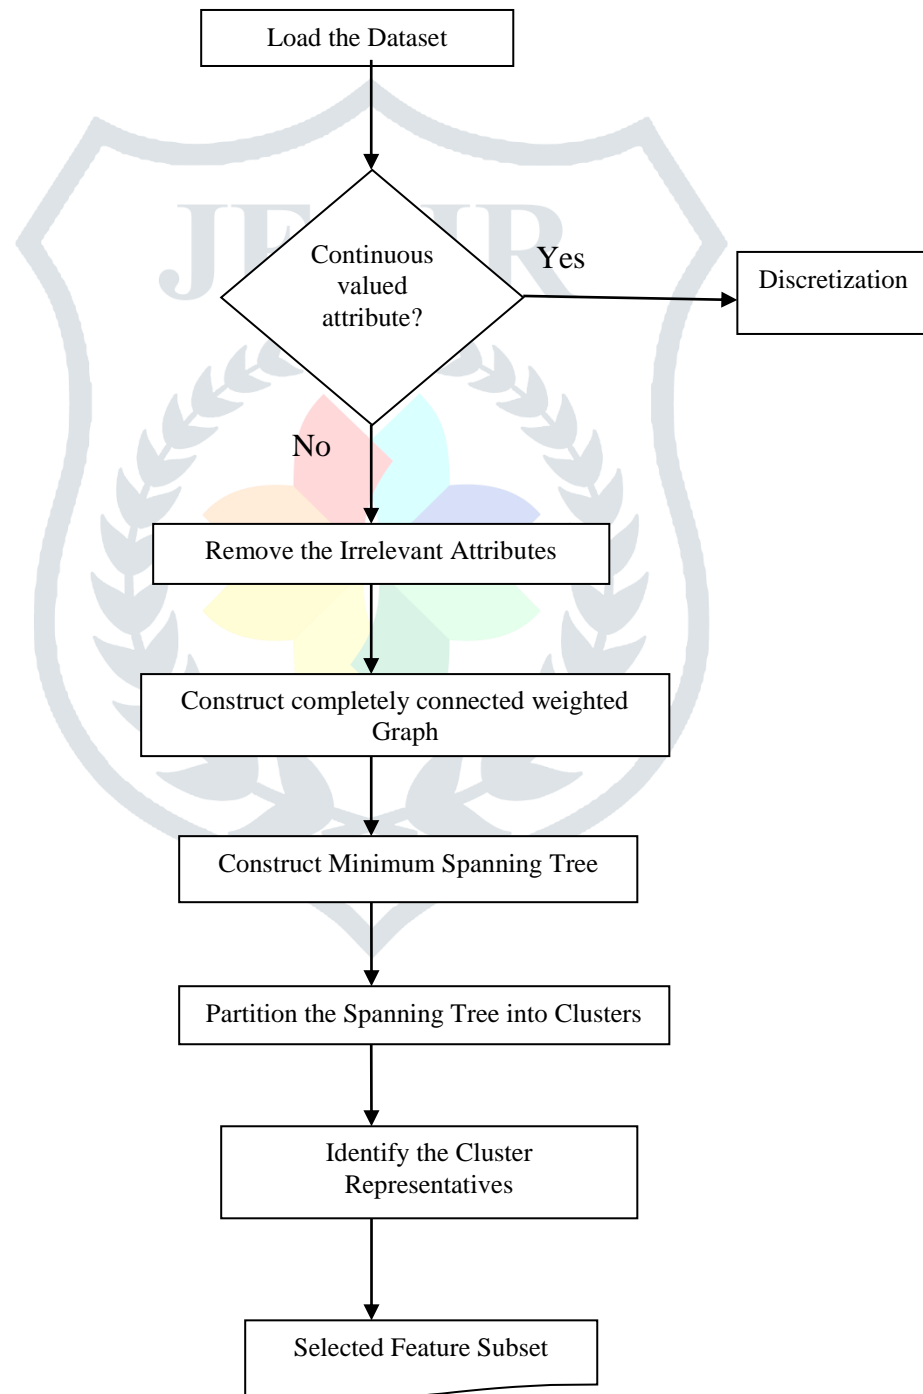 Load the Dataset
Continuous
valued
attribute?
Yes
Discretization
No
Remove the Irrelevant Attributes
Construct completely connected weighted
Graph
Construct Minimum Spanning Tree
Partition the Spanning Tree into Clusters
Identify the Cluster
Representatives
Selected Feature Subset